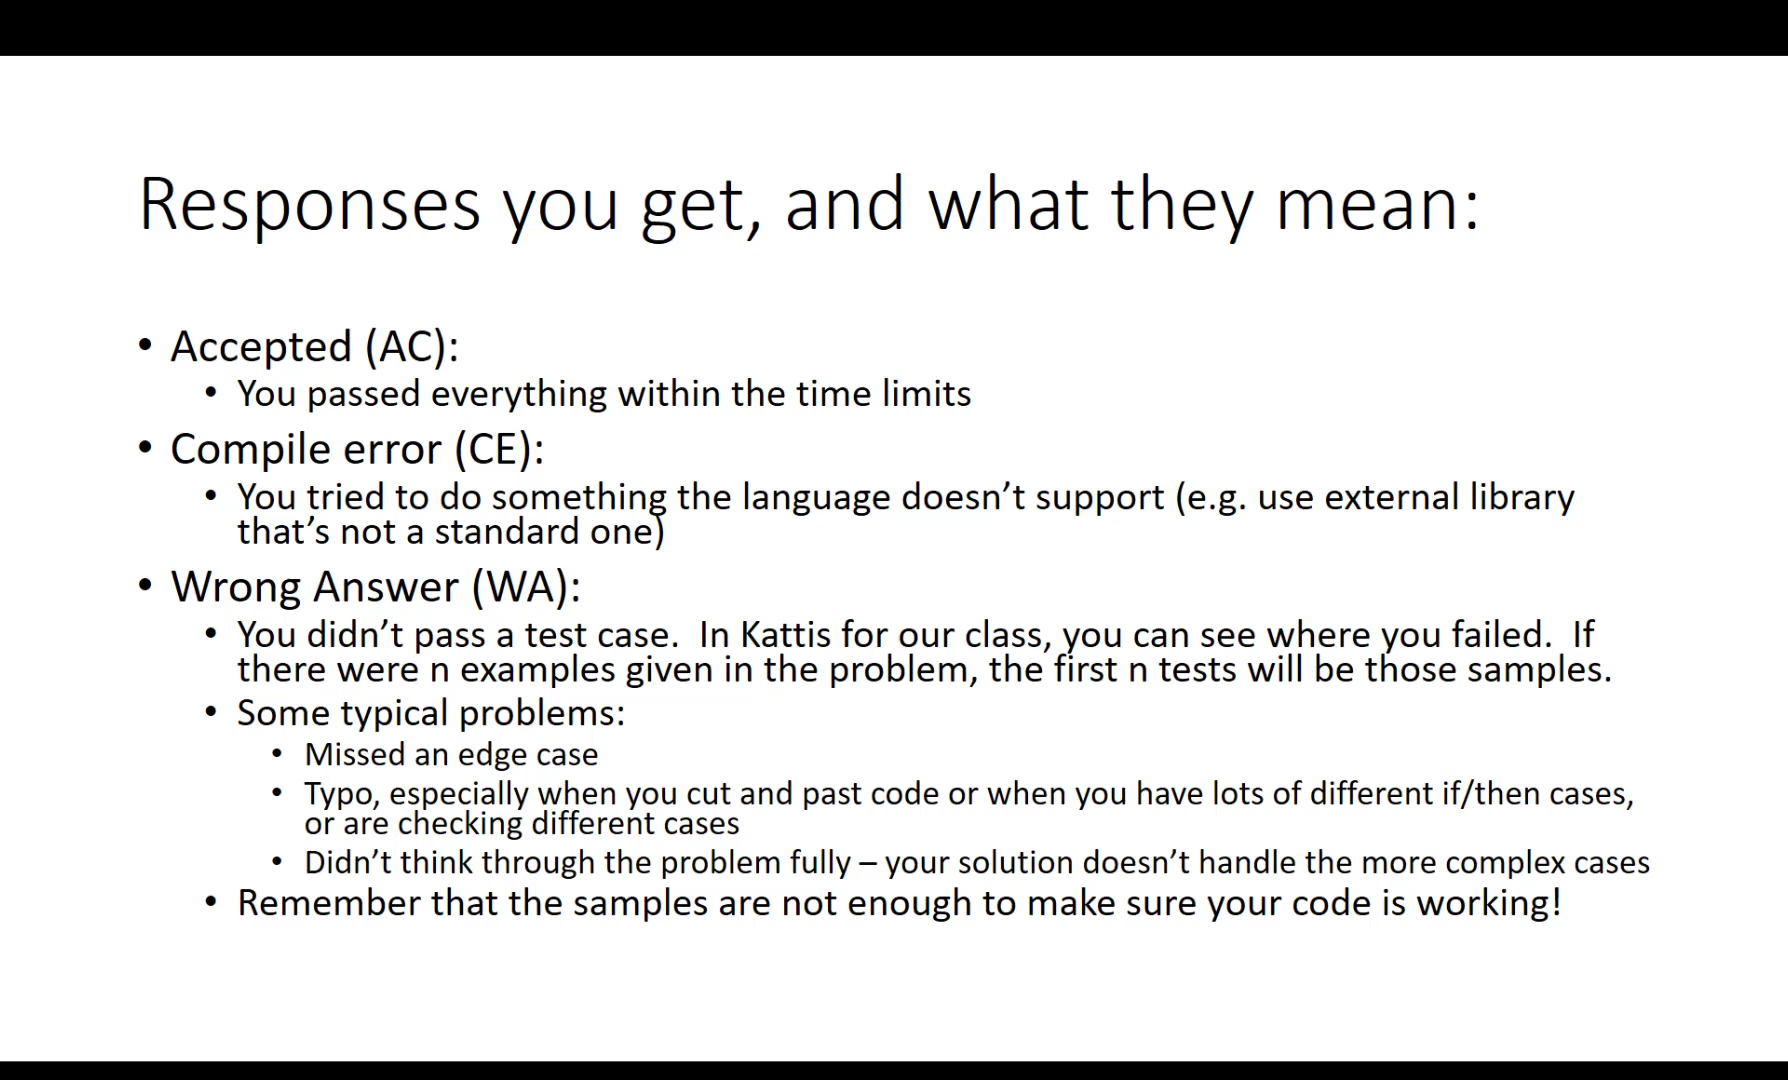 Responses you get, and what they mean:
• Accepted (AC):
• You passed everything within the time limits
• Compile error (CE):
• You tried to do something the language doesn’t support (e.g. use external library
that’s not a standard one)
• Wrong Answer (WA):
• You didn’t pass a test case.  In Kattis for our class, you can see where you failed.  If
there were n examples given in the problem, the first n tests will be those samples.
• Some typical problems:
• Missed an edge case
• Typo, especially when you cut and past code or when you have lots of different if/then cases,
or are checking different cases
• Didn’t think through the problem fully – your solution doesn’t handle the more complex cases
• Remember that the samples are not enough to make sure your code is working!